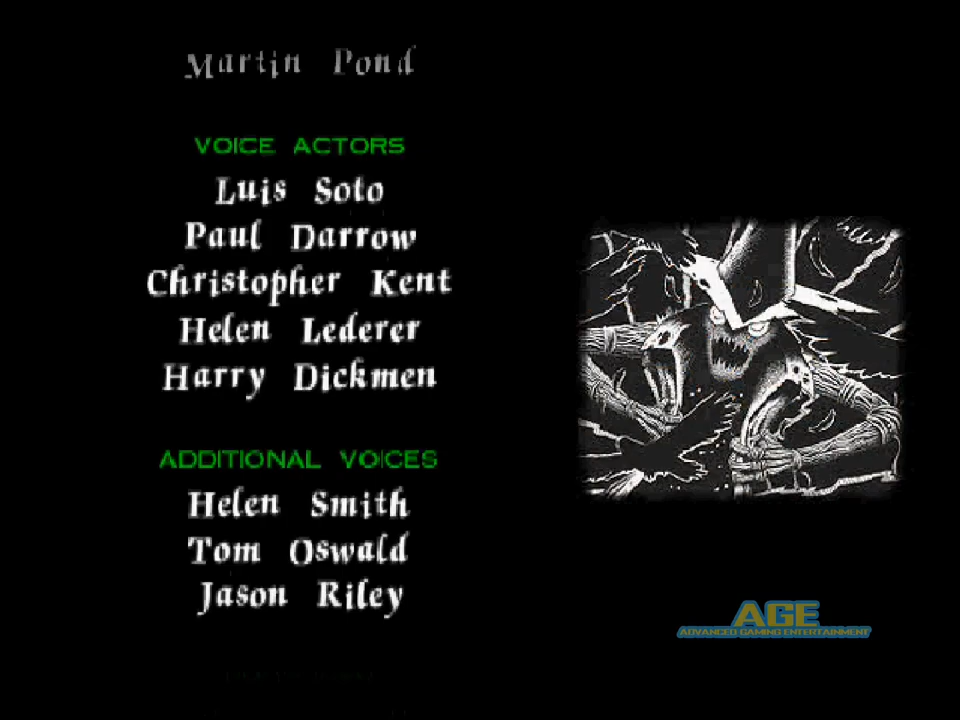 Martin Pond
VOICE ACTORS
Luis Soto
Paul Darrow
Christopher Kent
Helen Lederer
Harry Dickmen
ADDITIONAL VOICES
Helen Smith
Tom Oswald
Jason Riley
AGE
ADVANCED GAMING ENTERTAINMENT